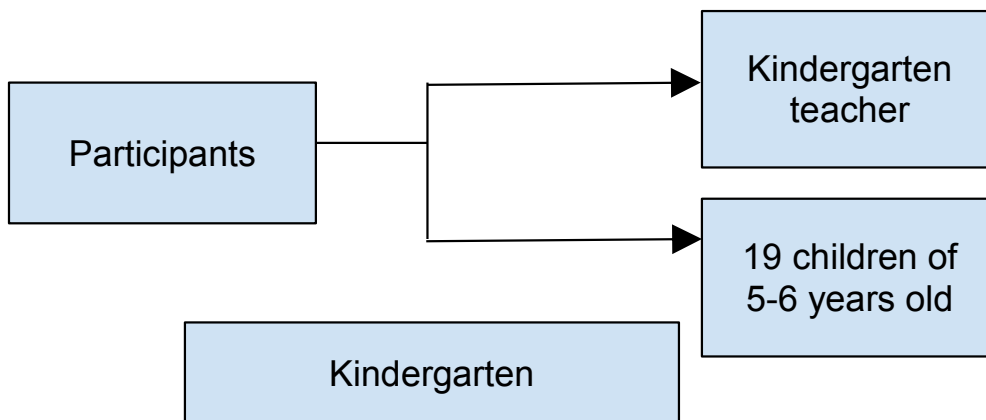 Participants
Kindergarten
teacher
19 children of
5-6 years old
Kindergarten